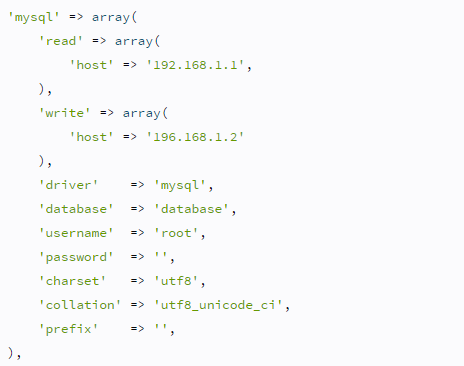 'mysql' => array(
    'read' => array(
        'host' => '192.168.1.1',
    ),
    'write' => array(
        'host' => '196.168.1.2'
    ),
    'driver'    => 'mysql',
    'database'  => 'database',
    'username'  => 'root',
    'password'  => '',
    'charset'   => 'utf8',
    'collation' => 'utf8_unicode_ci',
    'prefix'    => '',
),